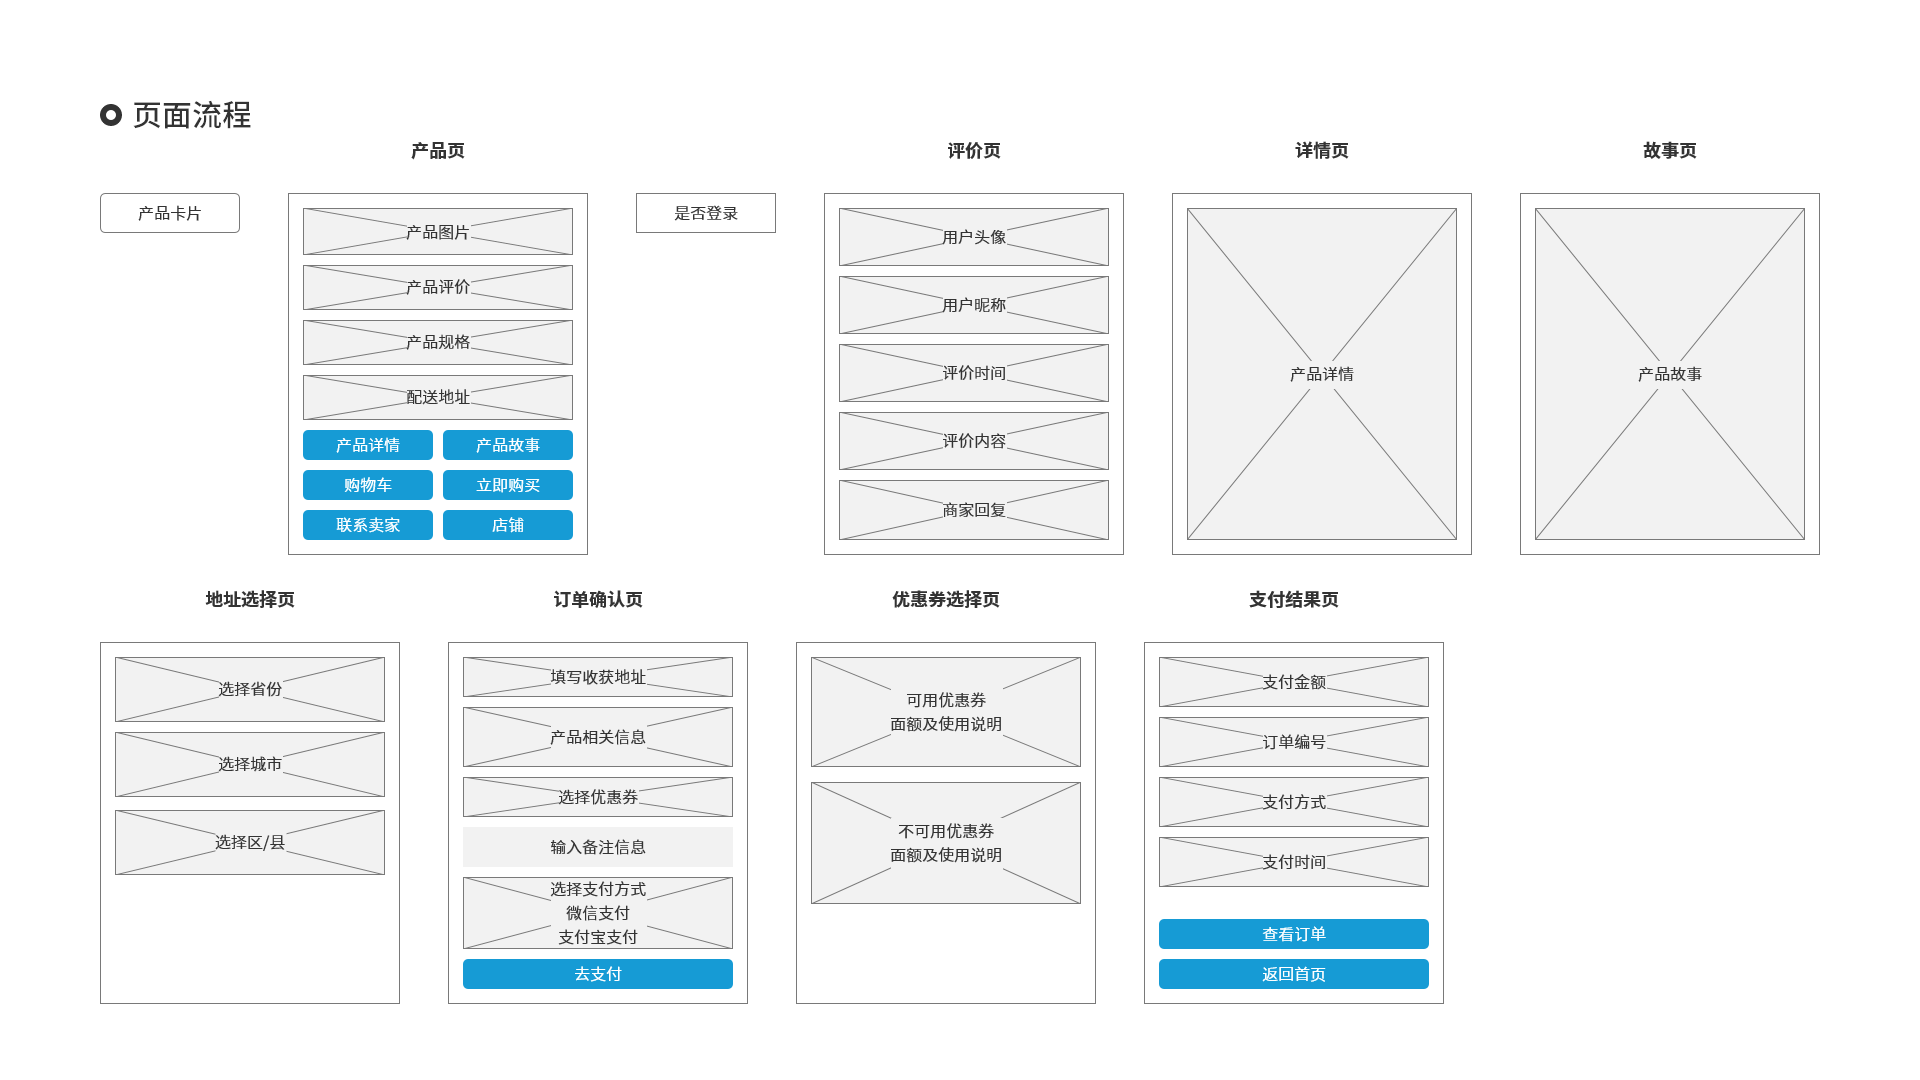 页面流程
产品页
评价页
详情页
故事页
产品卡片
产品图片
产品评价
产品规格
配送地址
产品详情
产品故事
购物车
立即购买
联系卖家
店铺
是否登录
用户头像
用户昵称
评价时间
评价内容
商家回复
产品详情
产品故事
地址选择页
订单确认页
优惠券选择页
支付结果页
选择省份
选择城市
选择区/县
填写收获地址
产品相关信息
选择优惠券
输入备注信息
选择支付方式
微信支付
支付宝支付
去支付
可用优惠券
面额及使用说明
不可用优惠券
面额及使用说明
支付金额
订单编号
支付方式
支付时间
查看订单
返回首页